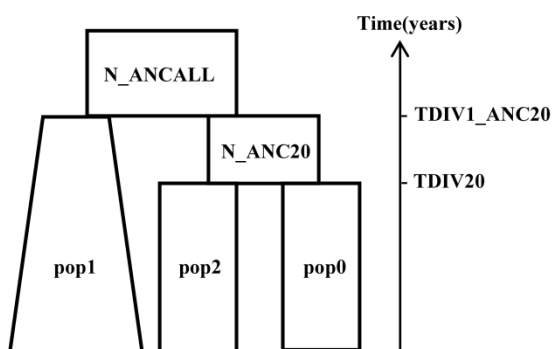 Time(years)
N_ANCALL
TDIV1_ANC20
N_ANC20
TDIV20
pop1
pop2
pop0